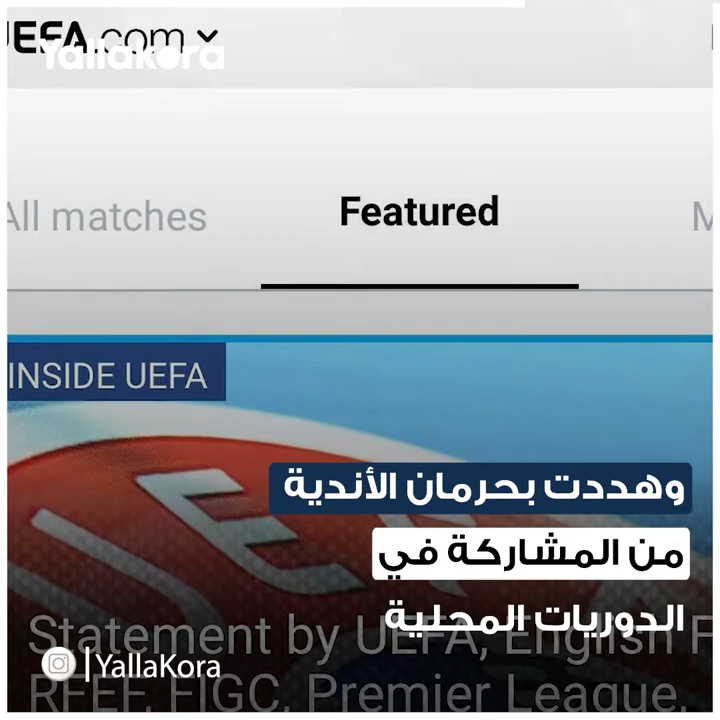 UEFA.com
Yallakora
All matches
Featured
INSIDE UEFA
UEFA
وهددت بحرمان الأندية
من المشاركة في
الدوريات المحلية
Statement by UEFA, English F
YallaKora
RFEF, FIGC, Premier League,